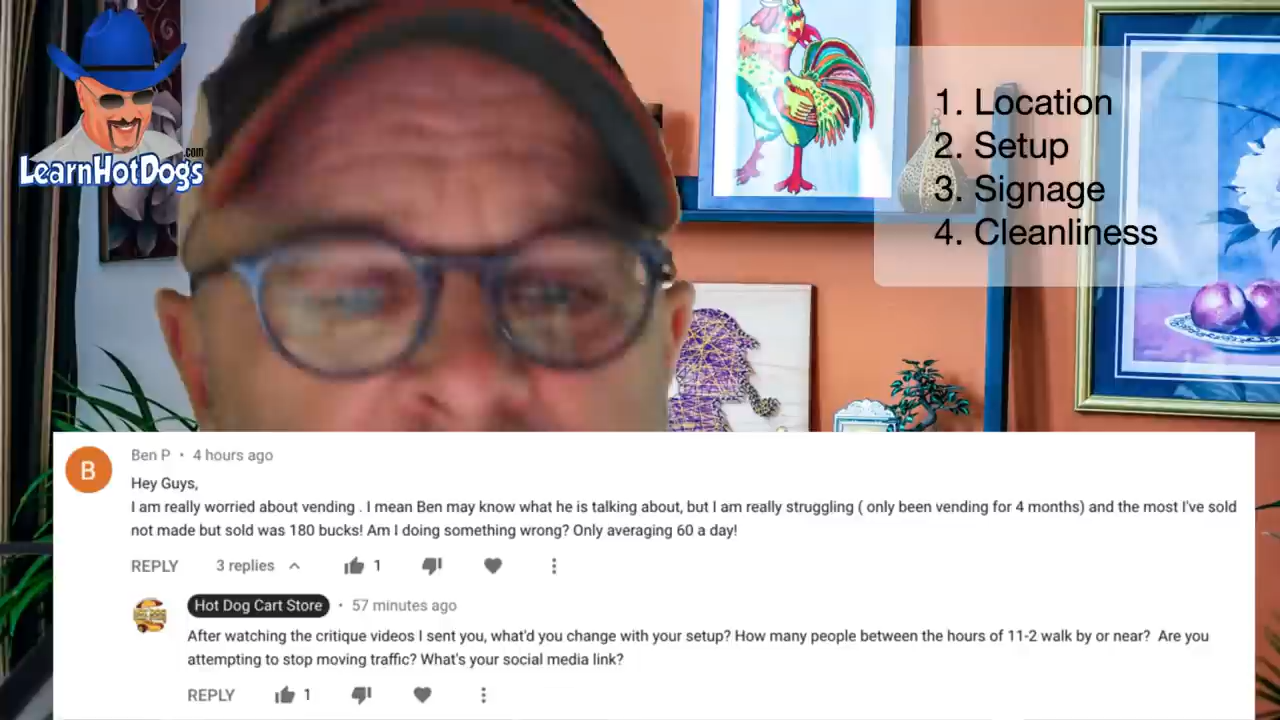 LearnHotDogs
.com
1. Location
2. Setup
3. Signage
4. Cleanliness
B
Ben P • 4 hours ago
Hey Guys,
I am really worried about vending . I mean Ben may know what he is talking about, but I am really struggling ( only been vending for 4 months) and the most I've sold
not made but sold was 180 bucks! Am I doing something wrong? Only averaging 60 a day!
REPLY 3 replies 1
Hot Dog Cart Store • 57 minutes ago
After watching the critique videos I sent you, what'd you change with your setup? How many people between the hours of 11-2 walk by or near? Are you
attempting to stop moving traffic? What's your social media link?
REPLY 1